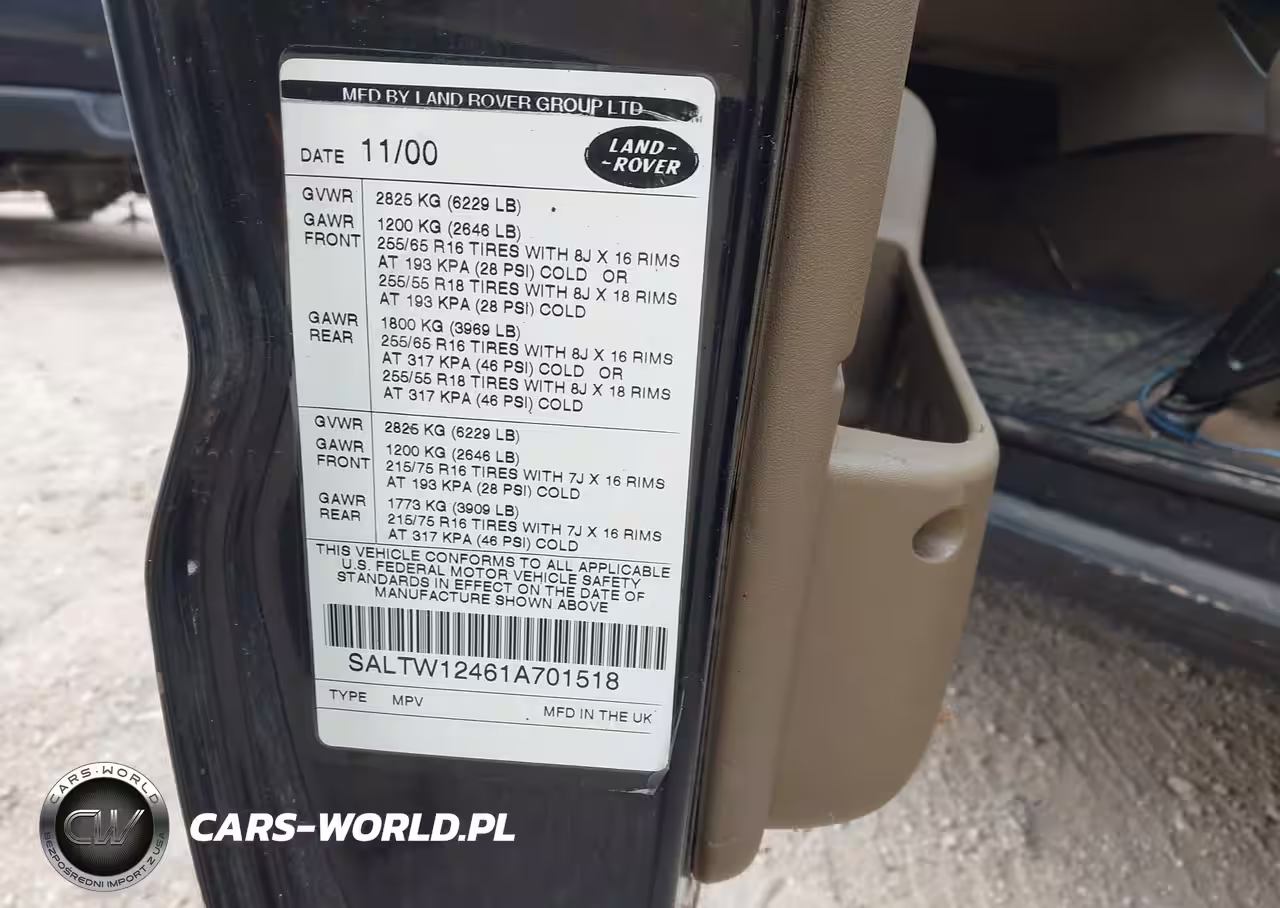 MFD BY LAND ROVER GROUP LTD
DATE 11/00
LAND-
-ROVER
GVWR 2825 KG (6229 LB)
GAWR FRONT 1200 KG (2646 LB)
255/65 R16 TIRES WITH 8J X 16 RIMS
AT 193 KPA (28 PSI) COLD OR
255/55 R18 TIRES WITH 8J X 18 RIMS
AT 193 KPA (28 PSI) COLD
GAWR REAR 1800 KG (3969 LB)
255/65 R16 TIRES WITH 8J X 16 RIMS
AT 317 KPA (46 PSI) COLD OR
255/55 R18 TIRES WITH 8J X 18 RIMS
AT 317 KPA (46 PSI) COLD
GVWR 2825 KG (6229 LB)
GAWR FRONT 1200 KG (2646 LB)
215/75 R16 TIRES WITH 7J X 16 RIMS
AT 193 KPA (28 PSI) COLD
GAWR REAR 1773 KG (3909 LB)
215/75 R16 TIRES WITH 7J X 16 RIMS
AT 317 KPA (46 PSI) COLD
THIS VEHICLE CONFORMS TO ALL APPLICABLE
U.S. FEDERAL MOTOR VEHICLE SAFETY
STANDARDS IN EFFECT ON THE DATE OF
MANUFACTURE SHOWN ABOVE
SALTW12461A701518
TYPE MPV MFD IN THE UK
CARS-WORLD
CW
BEZPOŚREDNI IMPORT Z USA
CARS-WORLD.PL